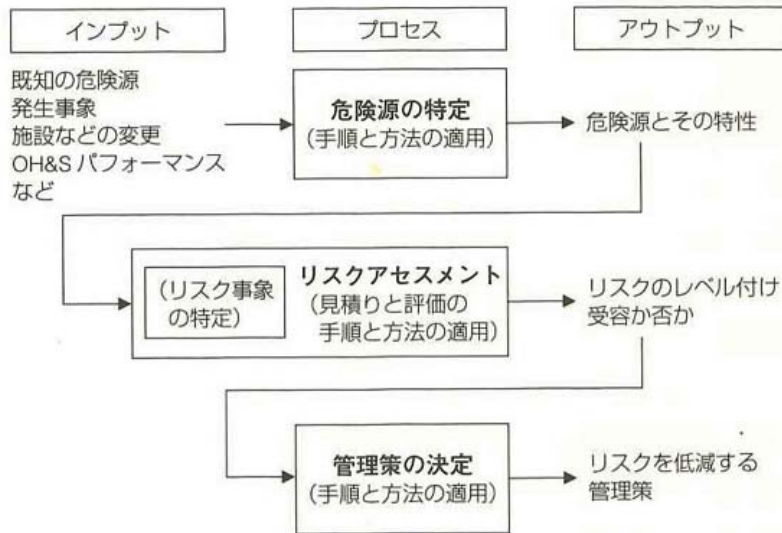 インプット
プロセス
アウトプット
既知の危険源
発生事象
施設などの変更
OH&S パフォーマンス
など
危険源の特定
(手順と方法の適用)
危険源とその特性
(リスク事象
の特定)
リスクアセスメント
(見積りと評価の
手順と方法の適用)
リスクのレベル付け
受容か否か
管理策の決定
(手順と方法の適用)
リスクを低減する
管理策